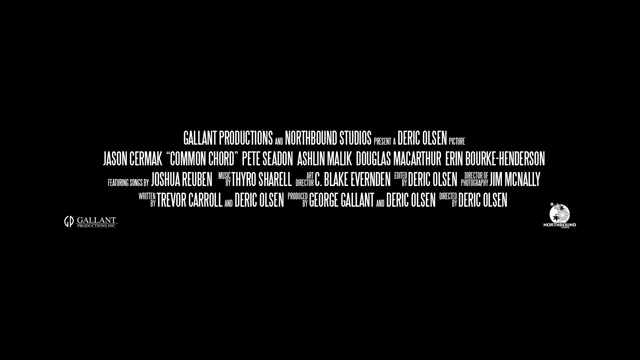 GALLANT PRODUCTIONS AND NORTHBOUND STUDIOS PRESENT A DERIC OLSEN PICTURE
JASON CERMAK "COMMON CHORD" PETE SEADON ASHLIN MALIK DOUGLAS MACARTHUR ERIN BOURKE-HENDERSON
FEATURING SONGS BY JOSHUA REUBEN MUSIC BY THYRO SHARELL ART DIRECTOR C. BLAKE EVERNDEN EDITED BY DERIC OLSEN DIRECTOR OF PHOTOGRAPHY JIM MCNALLY
WRITTEN BY TREVOR CARROLL AND DERIC OLSEN PRODUCED BY GEORGE GALLANT AND DERIC OLSEN DIRECTED BY DERIC OLSEN
GP GALLANT
PRODUCTIONS INC.
NORTHBOUND